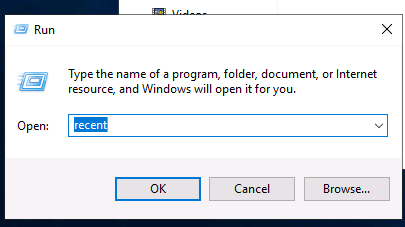 Videos
Run
Type the name of a program, folder, document, or Internet
resource, and Windows will open it for you.
Open:
recent
OK
Cancel
Browse...